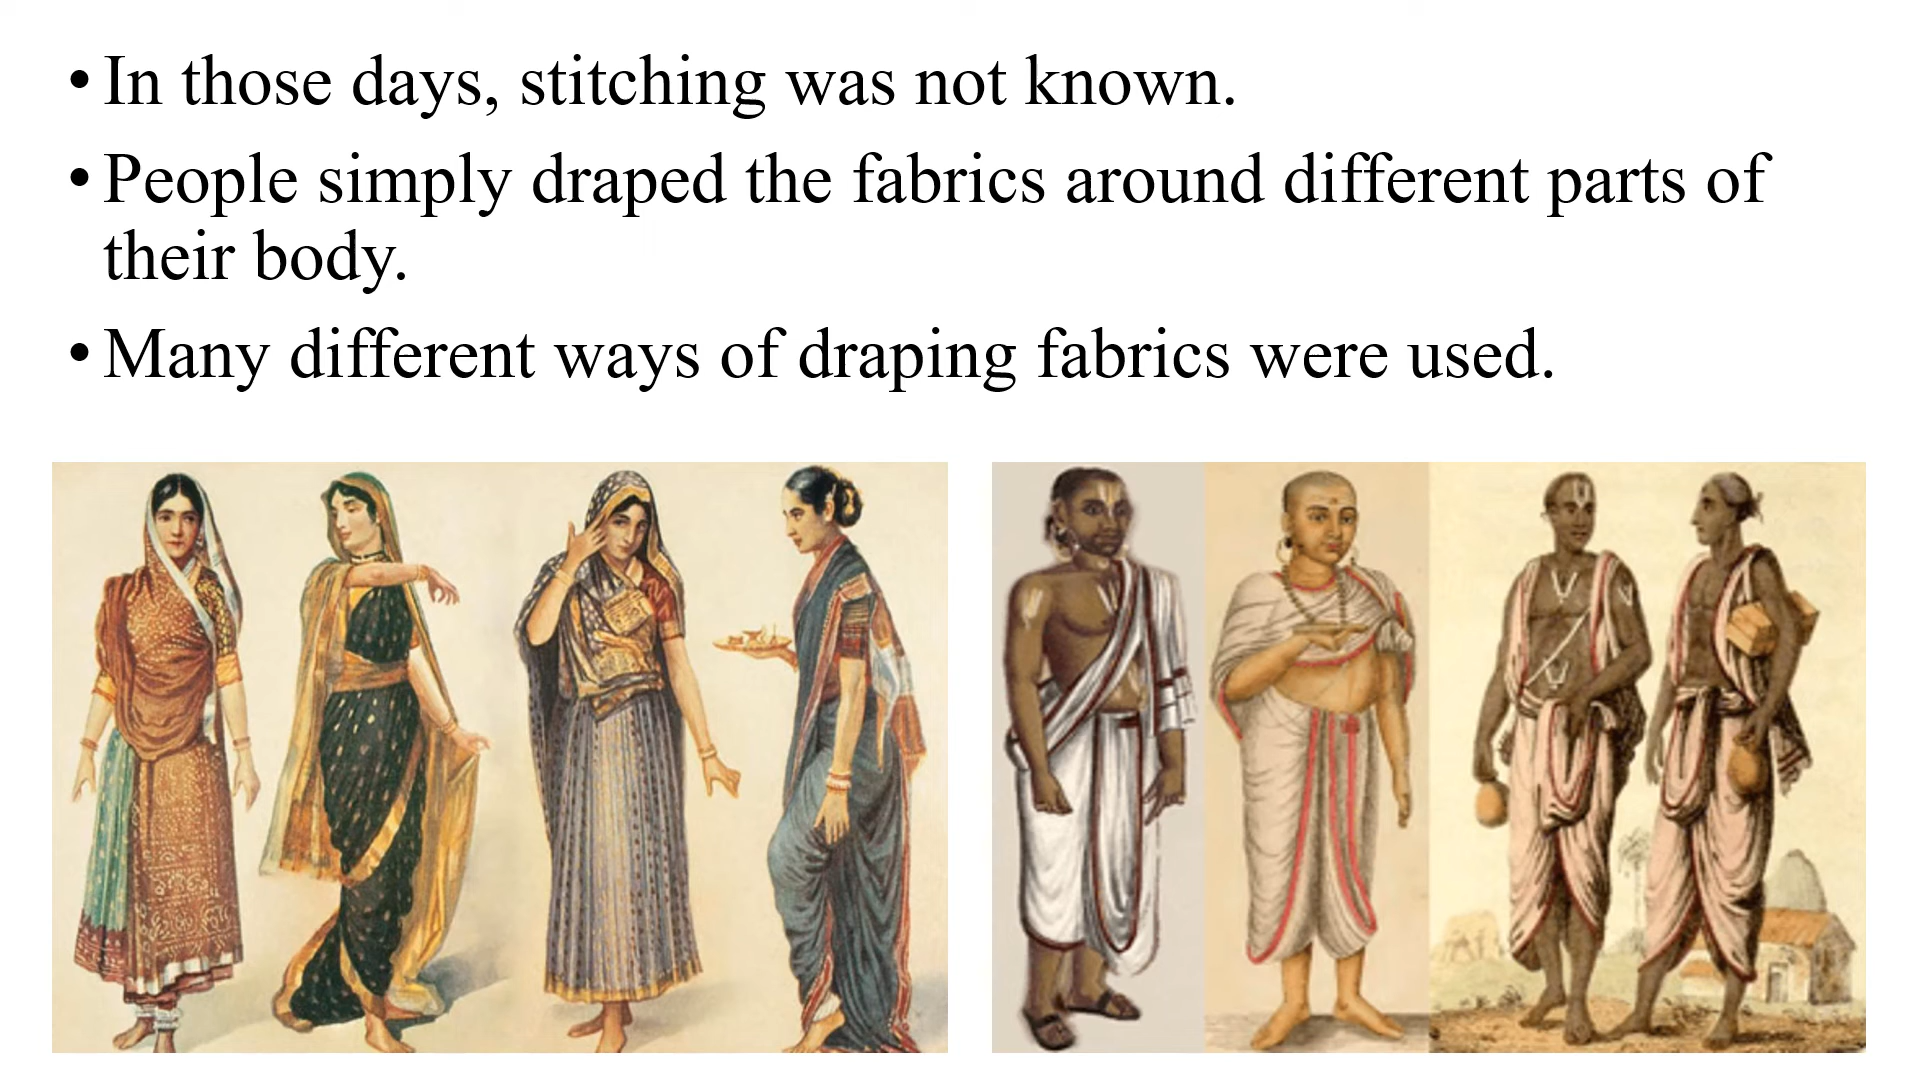 • In those days, stitching was not known.
• People simply draped the fabrics around different parts of
their body.
• Many different ways of draping fabrics were used.